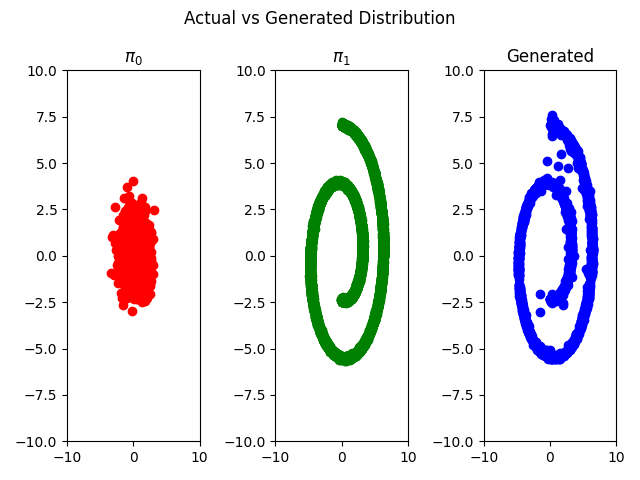 Actual vs Generated Distribution
π₀ π₁ Generated
10.0 10.0 10.0
7.5 7.5 7.5
5.0 5.0 5.0
2.5 2.5 2.5
0.0 0.0 0.0
−2.5 −2.5 −2.5
−5.0 −5.0 −5.0
−7.5 −7.5 −7.5
−10.0 −10.0 −10.0
−10 0 10 −10 0 10 −10 0 10